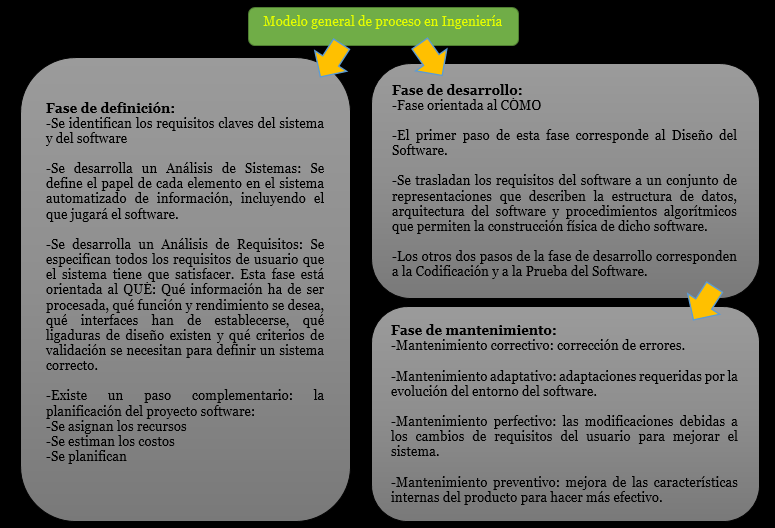 Modelo general de proceso en Ingeniería
Fase de definición:
-Se identifican los requisitos claves del sistema
y del software
-Se desarrolla un Análisis de Sistemas: Se
define el papel de cada elemento en el sistema
automatizado de información, incluyendo el
que jugará el software.
-Se desarrolla un Análisis de Requisitos: Se
especifican todos los requisitos de usuario que
el sistema tiene que satisfacer. Esta fase está
orientada al QUÉ: Qué información ha de ser
procesada, qué función y rendimiento se desea,
qué interfaces han de establecerse, qué
ligaduras de diseño existen y qué criterios de
validación se necesitan para definir un sistema
correcto.
-Existe un paso complementario: la
planificación del proyecto software:
-Se asignan los recursos
-Se estiman los costos
-Se planifican
Fase de desarrollo:
-Fase orientada al CÓMO
-El primer paso de esta fase corresponde al Diseño del
Software.
-Se trasladan los requisitos del software a un conjunto de
representaciones que describen la estructura de datos,
arquitectura del software y procedimientos algorítmicos
que permiten la construcción física de dicho software.
-Los otros dos pasos de la fase de desarrollo corresponden
a la Codificación y a la Prueba del Software.
Fase de mantenimiento:
-Mantenimiento correctivo: corrección de errores.
-Mantenimiento adaptativo: adaptaciones requeridas por la
evolución del entorno del software.
-Mantenimiento perfectivo: las modificaciones debidas a
los cambios de requisitos del usuario para mejorar el
sistema.
-Mantenimiento preventivo: mejora de las características
internas del producto para hacer más efectivo.